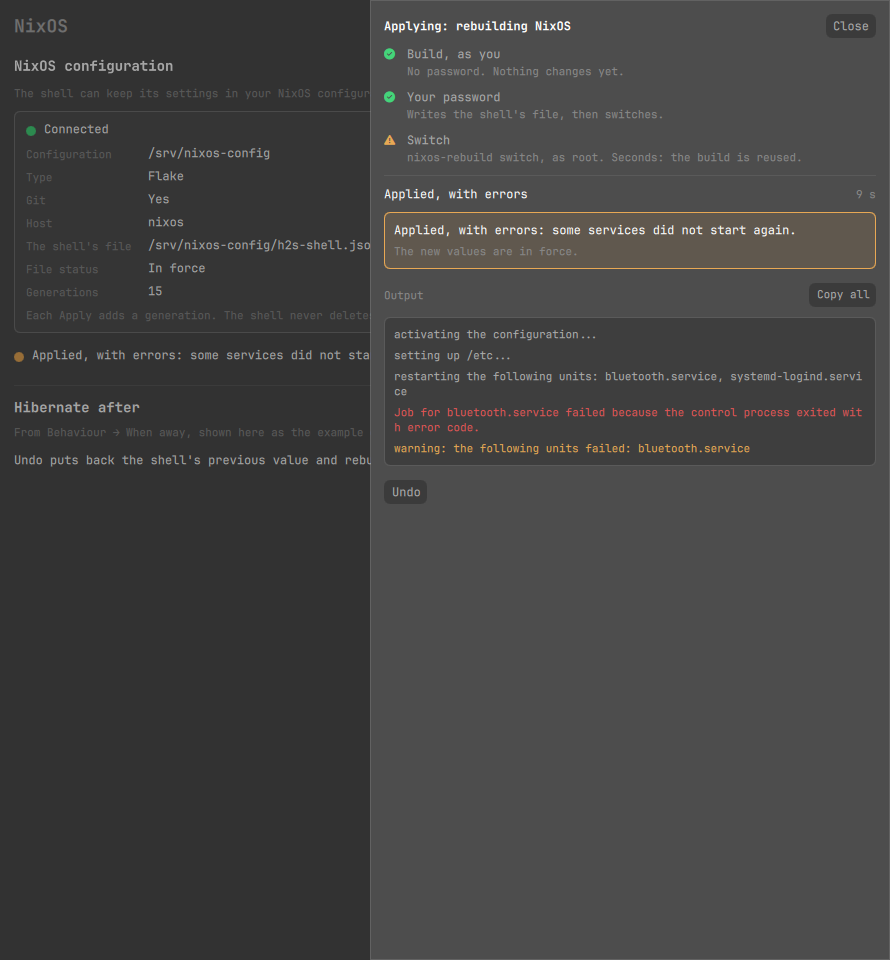 NixOS
NixOS configuration
The shell can keep its settings in your NixOS configur
Connected
Configuration /srv/nixos-config
Type Flake
Git Yes
Host nixos
The shell's file /srv/nixos-config/h2s-shell.jso
File status In force
Generations 15
Each Apply adds a generation. The shell never delete
Applied, with errors: some services did not sta
Hibernate after
From Behaviour → When away, shown here as the example
Undo puts back the shell's previous value and rebu
Applying: rebuilding NixOS
Close
Build, as you
No password. Nothing changes yet.
Your password
Writes the shell's file, then switches.
Switch
nixos-rebuild switch, as root. Seconds: the build is reused.
Applied, with errors 9 s
Applied, with errors: some services did not start again.
The new values are in force.
Output
Copy all
activating the configuration...
setting up /etc...
restarting the following units: bluetooth.service, systemd-logind.servi
ce
Job for bluetooth.service failed because the control process exited wit
h error code.
warning: the following units failed: bluetooth.service
Undo